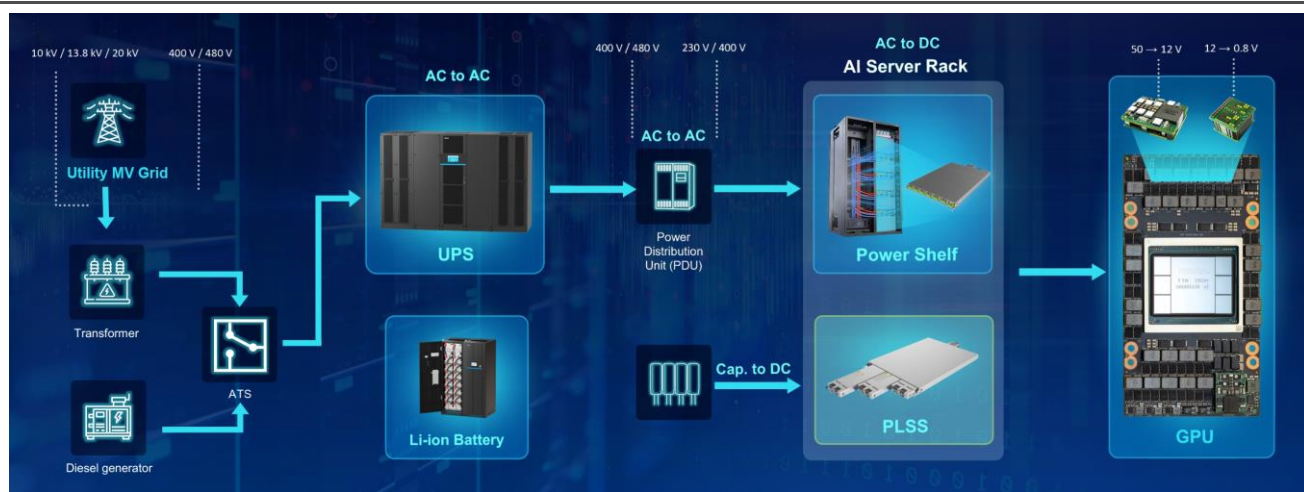 10 kV / 13.8 kV / 20 kV
400 V / 480 V
Utility MV Grid
Transformer
Diesel generator
ATS
AC to AC
UPS
Li-ion Battery
400 V / 480 V
230 V / 400 V
AC to AC
Power
Distribution
Unit (PDU)
Cap. to DC
AC to DC
AI Server Rack
Power Shelf
PLSS
50 → 12 V
12 → 0.8 V
GPU